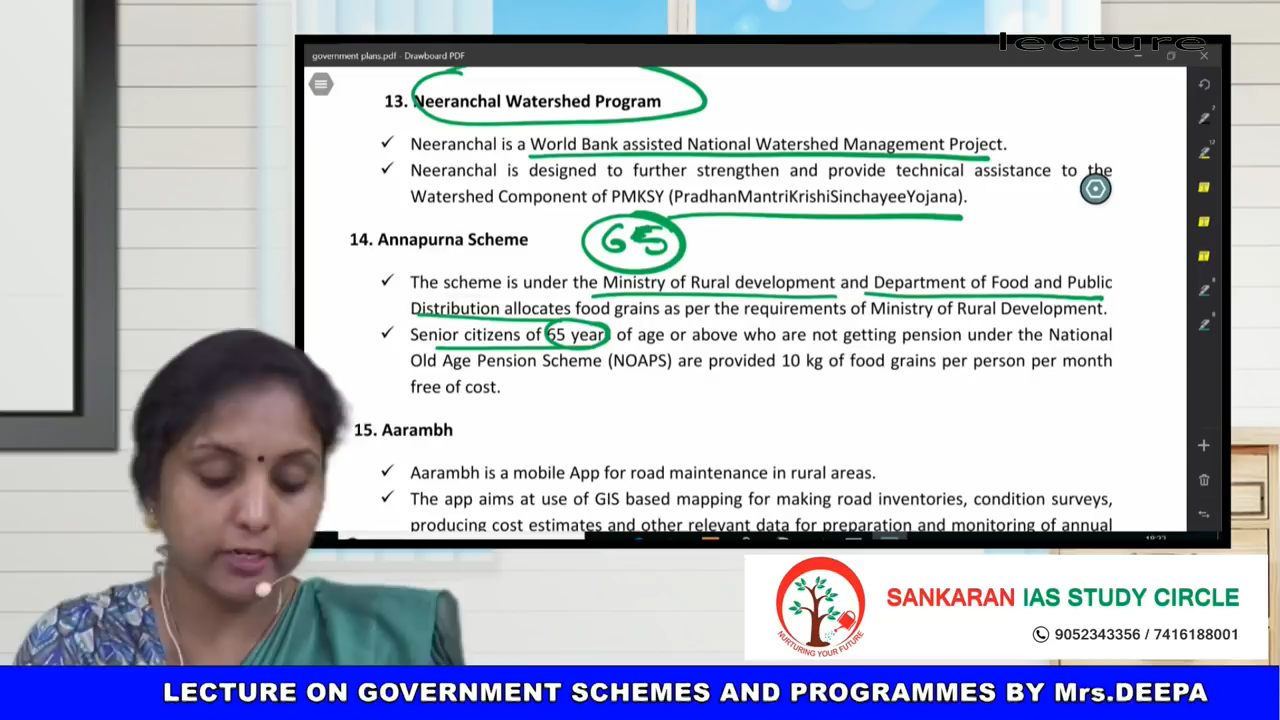 lecture
government plans.pdf - Drawboard PDF
13. Neeranchal Watershed Program
✓ Neeranchal is a World Bank assisted National Watershed Management Project.
✓ Neeranchal is designed to further strengthen and provide technical assistance to the
Watershed Component of PMKSY (PradhanMantriKrishiSinchayeeYojana).
65
14. Annapurna Scheme
✓ The scheme is under the Ministry of Rural development and Department of Food and Public
Distribution allocates food grains as per the requirements of Ministry of Rural Development.
✓ Senior citizens of 65 years of age or above who are not getting pension under the National
Old Age Pension Scheme (NOAPS) are provided 10 kg of food grains per person per month
free of cost.
15. Aarambh
✓ Aarambh is a mobile App for road maintenance in rural areas.
✓ The app aims at use of GIS based mapping for making road inventories, condition surveys,
producing cost estimates and other relevant data for preparation and monitoring of annual
NURTURING YOUR FUTURE
SANKARAN IAS STUDY CIRCLE
9052343356 / 7416188001
LECTURE ON GOVERNMENT SCHEMES AND PROGRAMMES BY Mrs.DEEPA